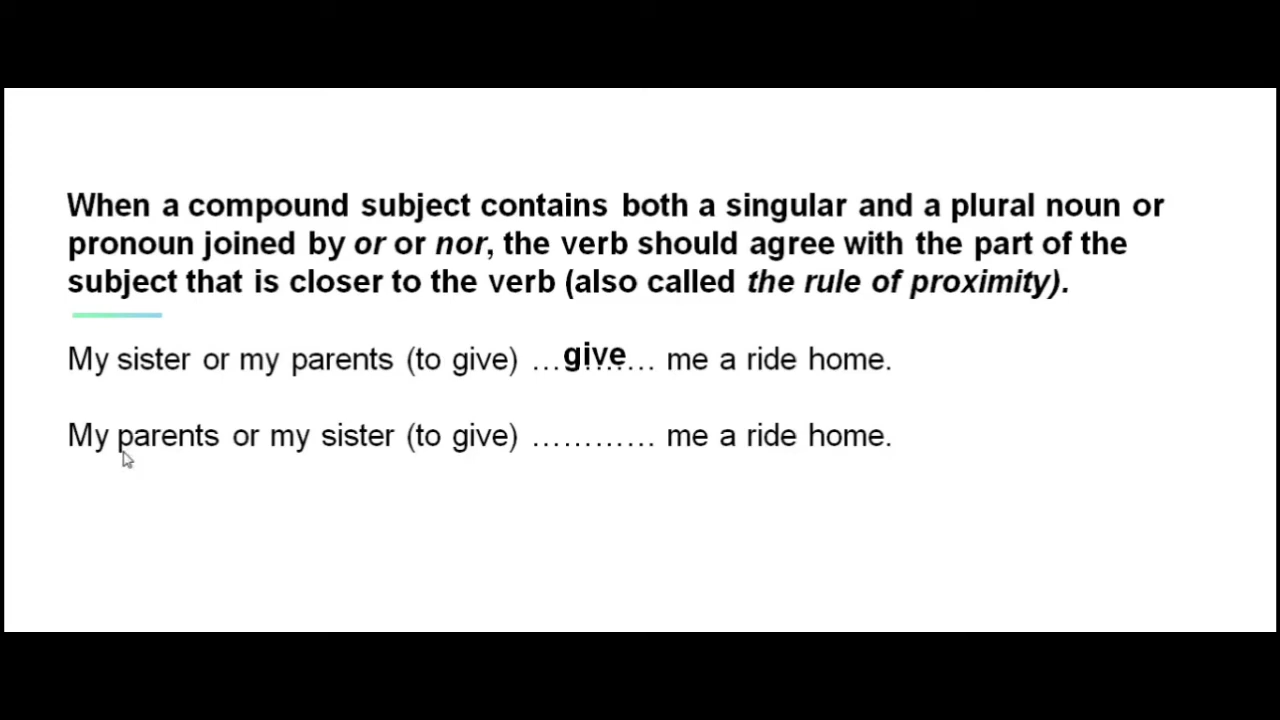 When a compound subject contains both a singular and a plural noun or
pronoun joined by or or nor, the verb should agree with the part of the
subject that is closer to the verb (also called the rule of proximity).
My sister or my parents (to give) …give…… me a ride home.
My parents or my sister (to give) ………… me a ride home.